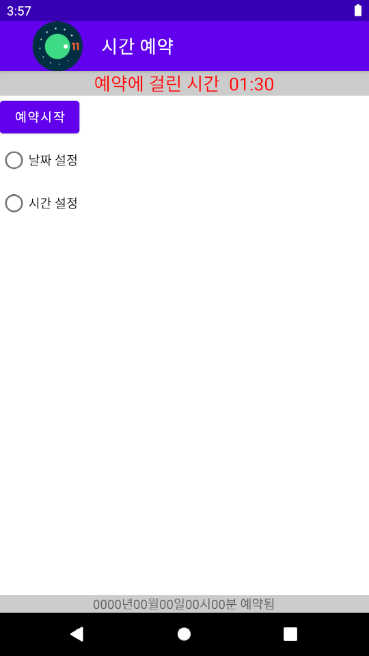 3:57
11
시간 예약
예약에 걸린 시간 01:30
예약시작
날짜 설정
시간 설정
0000년00월00일00시00분 예약됨